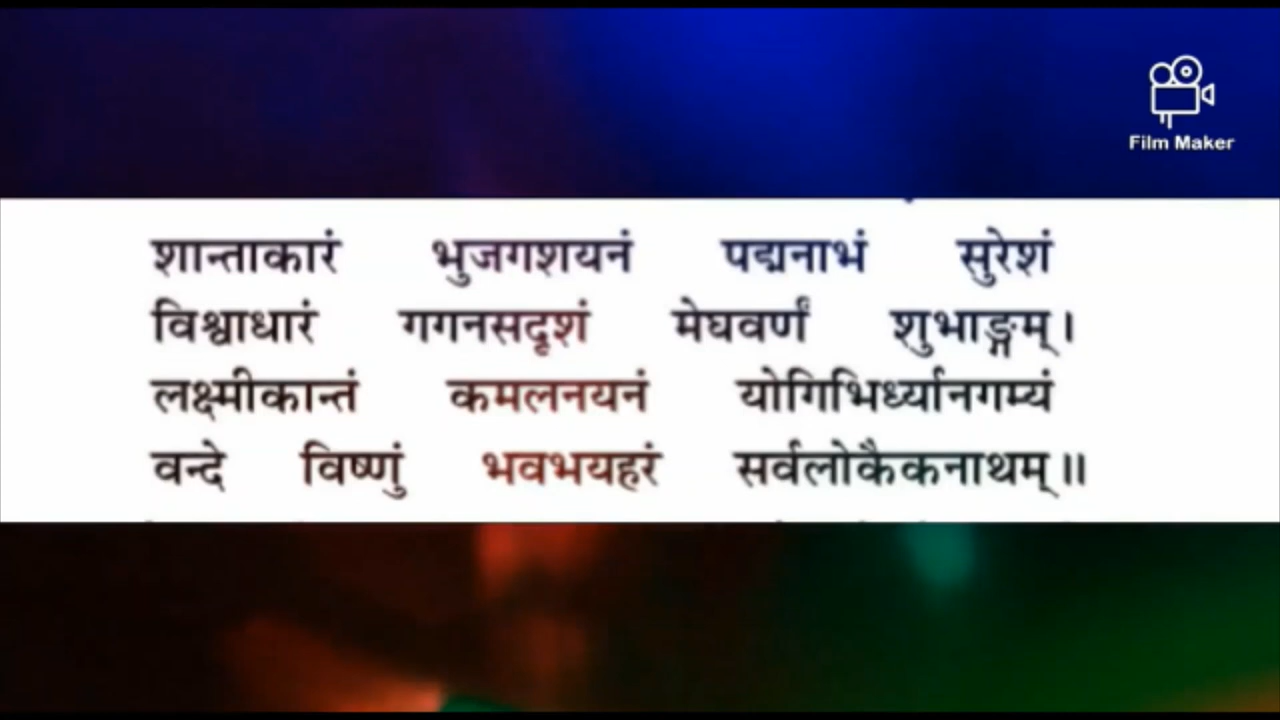 Film Maker
शान्ताकारं भुजगशयनं पद्मनाभं सुरेशं
विश्वाधारं गगनसदृशं मेघवर्णं शुभाङ्गम्।
लक्ष्मीकान्तं कमलनयनं योगिभिर्ध्यानगम्यं
वन्दे विष्णुं भवभयहरं सर्वलोकैकनाथम्॥